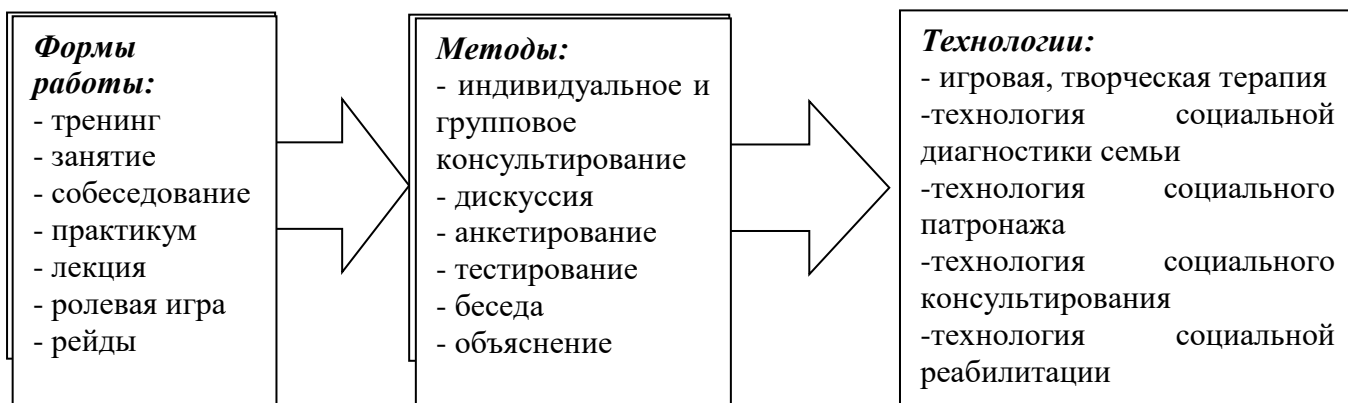 Формы
работы:
- тренинг
- занятие
- собеседование
- практикум
- лекция
- ролевая игра
- рейды
Методы:
- индивидуальное и
групповое
консультирование
- дискуссия
- анкетирование
- тестирование
- беседа
- объяснение
Технологии:
- игровая, творческая терапия
-технология социальной
диагностики семьи
-технология социального
патронажа
-технология социального
консультирования
-технология социальной
реабилитации